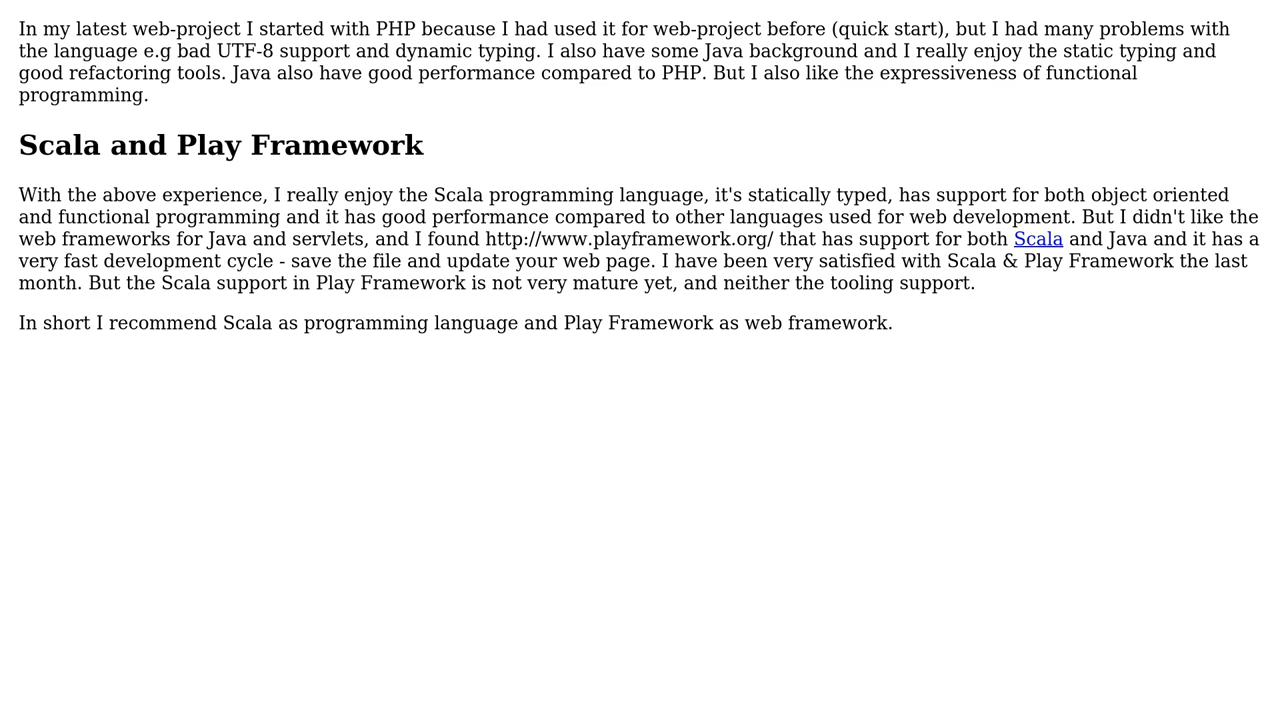 In my latest web-project I started with PHP because I had used it for web-project before (quick start), but I had many problems with
the language e.g bad UTF-8 support and dynamic typing. I also have some Java background and I really enjoy the static typing and
good refactoring tools. Java also have good performance compared to PHP. But I also like the expressiveness of functional
programming.
Scala and Play Framework
With the above experience, I really enjoy the Scala programming language, it's statically typed, has support for both object oriented
and functional programming and it has good performance compared to other languages used for web development. But I didn't like the
web frameworks for Java and servlets, and I found http://www.playframework.org/ that has support for both Scala and Java and it has a
very fast development cycle - save the file and update your web page. I have been very satisfied with Scala & Play Framework the last
month. But the Scala support in Play Framework is not very mature yet, and neither the tooling support.
In short I recommend Scala as programming language and Play Framework as web framework.